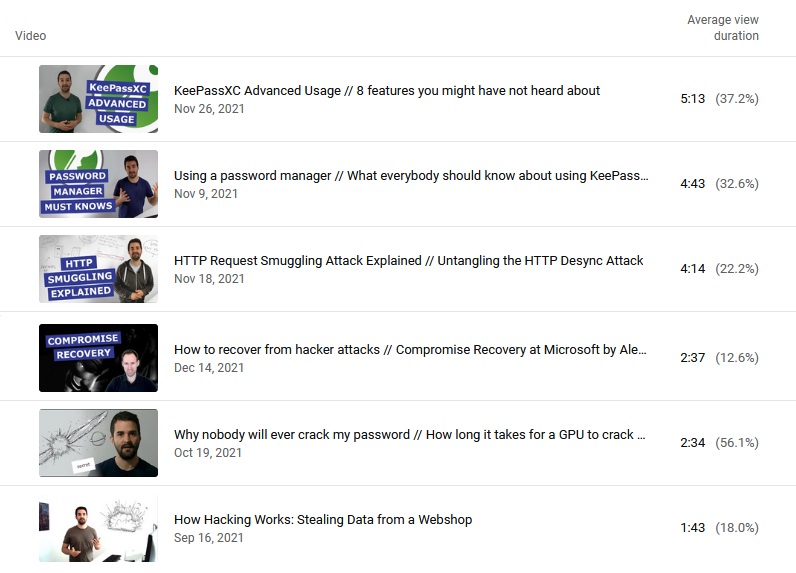 Average view
Video
duration
KeePassXC
ADVANCED
USAGE
KeePassXC Advanced Usage // 8 features you might have not heard about
Nov 26, 2021
5:13 (37.2%)
PASSWORD
MANAGER
MUST KNOWS
Using a password manager // What everybody should know about using KeePass...
Nov 9, 2021
4:43 (32.6%)
HTTP
SMUGGLING
EXPLAINED
HTTP Request Smuggling Attack Explained // Untangling the HTTP Desync Attack
Nov 18, 2021
4:14 (22.2%)
COMPROMISE
RECOVERY
How to recover from hacker attacks // Compromise Recovery at Microsoft by Ale...
Dec 14, 2021
2:37 (12.6%)
Why nobody will ever crack my password // How long it takes for a GPU to crack ...
Oct 19, 2021
2:34 (56.1%)
How Hacking Works: Stealing Data from a Webshop
Sep 16, 2021
1:43 (18.0%)